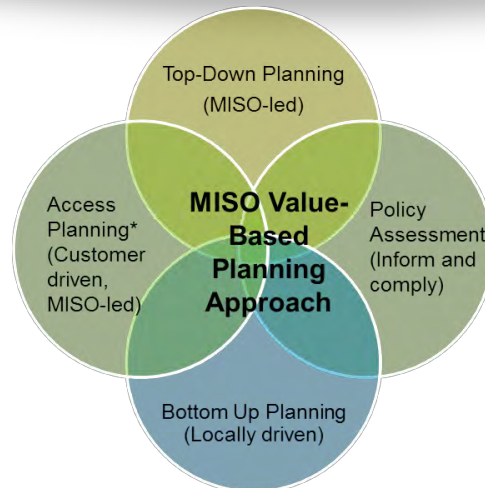 Top-Down Planning
(MISO-led)
Access
Planning*
(Customer
driven,
MISO-led)
MISO Value-
Based
Planning
Approach
Policy
Assessment
(Inform and
comply)
Bottom Up Planning
(Locally driven)